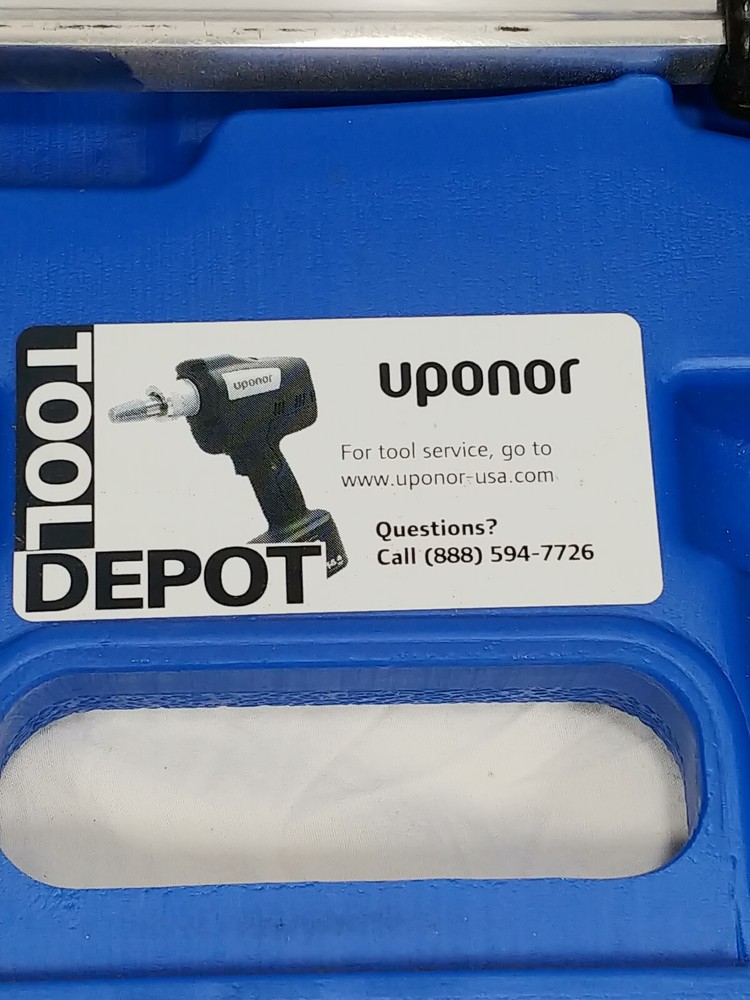 TOOL
DEPOT
uponor
uponor
For tool service, go to
www.uponor-usa.com
Questions?
Call (888) 594-7726